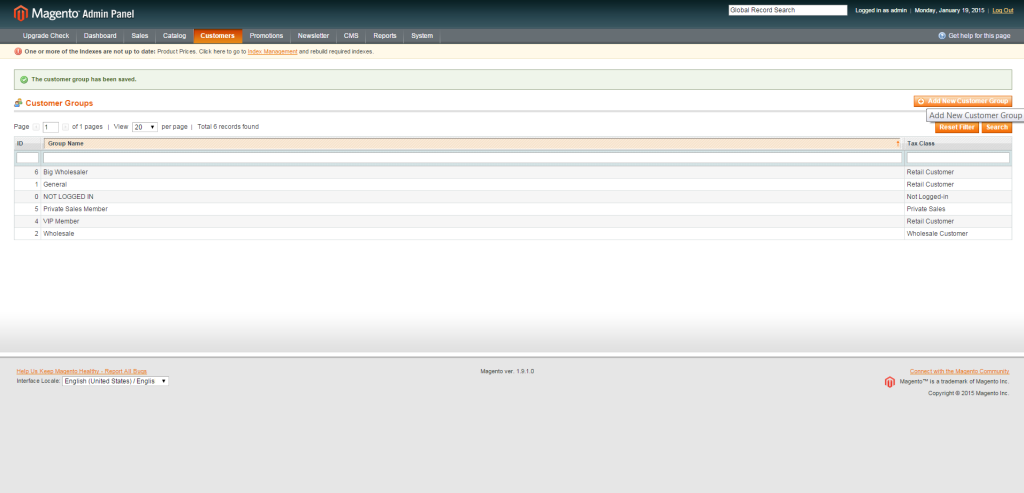 Magento Admin Panel
Global Record Search
Logged in as admin | Monday, January 19, 2015 | Log Out
Upgrade Check Dashboard Sales Catalog Customers Promotions Newsletter CMS Reports System
Get help for this page
One or more of the Indexes are not up to date: Product Prices. Click here to go to Index Management and rebuild required indexes.
The customer group has been saved.
Customer Groups
Add New Customer Group
Add New Customer Group
Page 1 of 1 pages | View 20 per page | Total 6 records found
Reset Filter Search
ID Group Name Tax Class
6 Big Wholesaler Retail Customer
1 General Retail Customer
0 NOT LOGGED IN Not Logged-in
5 Private Sales Member Private Sales
4 VIP Member Retail Customer
2 Wholesale Wholesale Customer
Help Us Keep Magento Healthy - Report All Bugs
Interface Locale: English (United States) / Englis
Magento ver. 1.9.1.0
Connect with the Magento Community
Magento™ is a trademark of Magento Inc.
Copyright © 2015 Magento Inc.